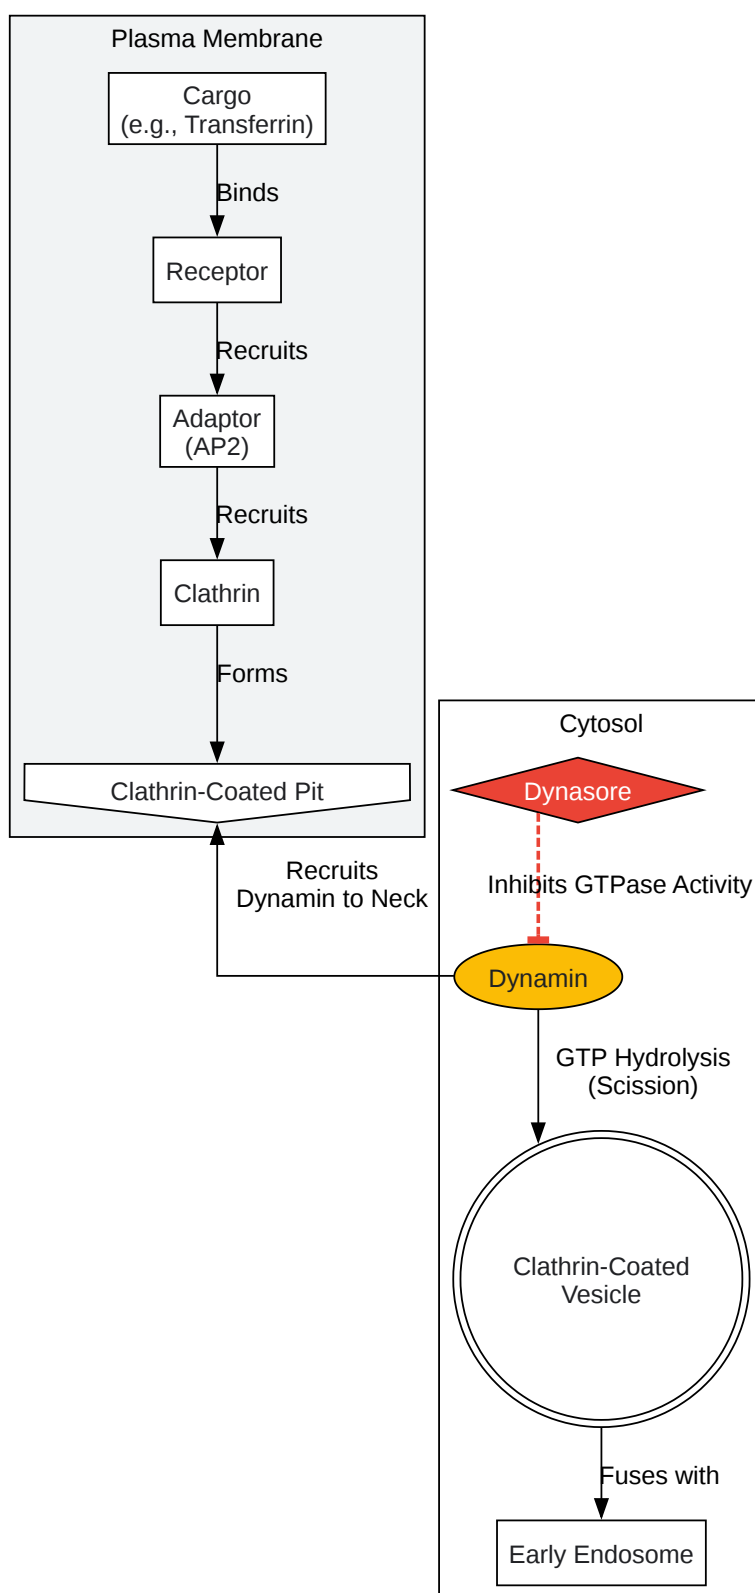 Plasma Membrane
Cargo
(e.g., Transferrin)
Binds
Receptor
Recruits
Adaptor
(AP2)
Recruits
Clathrin
Forms
Clathrin-Coated Pit
Cytosol
Dynasore
Recruits
Dynamin to Neck
Inhibits GTPase Activity
Dynamin
GTP Hydrolysis
(Scission)
Clathrin-Coated
Vesicle
Fuses with
Early Endosome